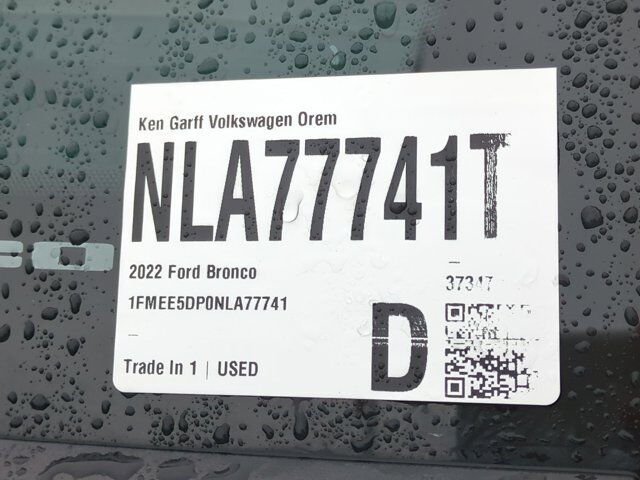 Ken Garff Volkswagen Orem
NLA77741T
2022 Ford Bronco
37347
1FMEE5DP0NLA77741
D
Trade In 1 | USED